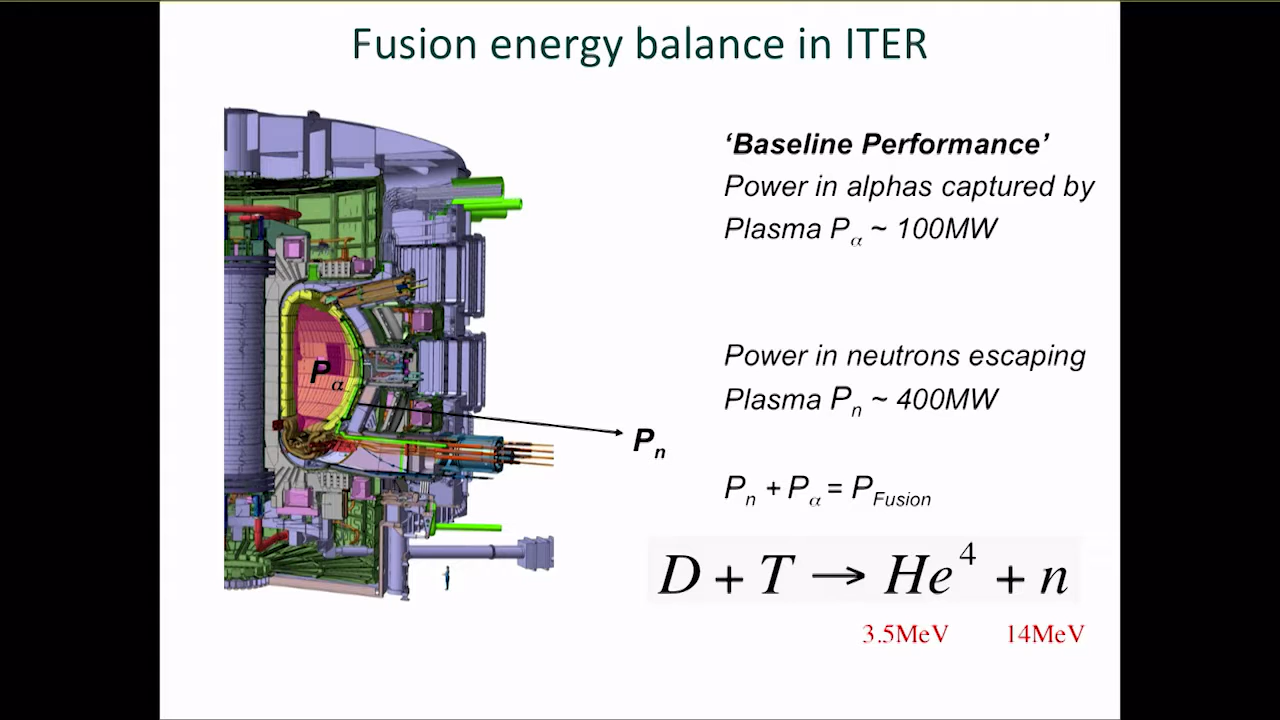 Fusion energy balance in ITER
‘Baseline Performance’
Power in alphas captured by
Plasma Pα ~ 100MW
Power in neutrons escaping
Plasma Pn ~ 400MW
Pα
Pn
Pn + Pα = PFusion
D + T → He⁴ + n
3.5MeV 14MeV